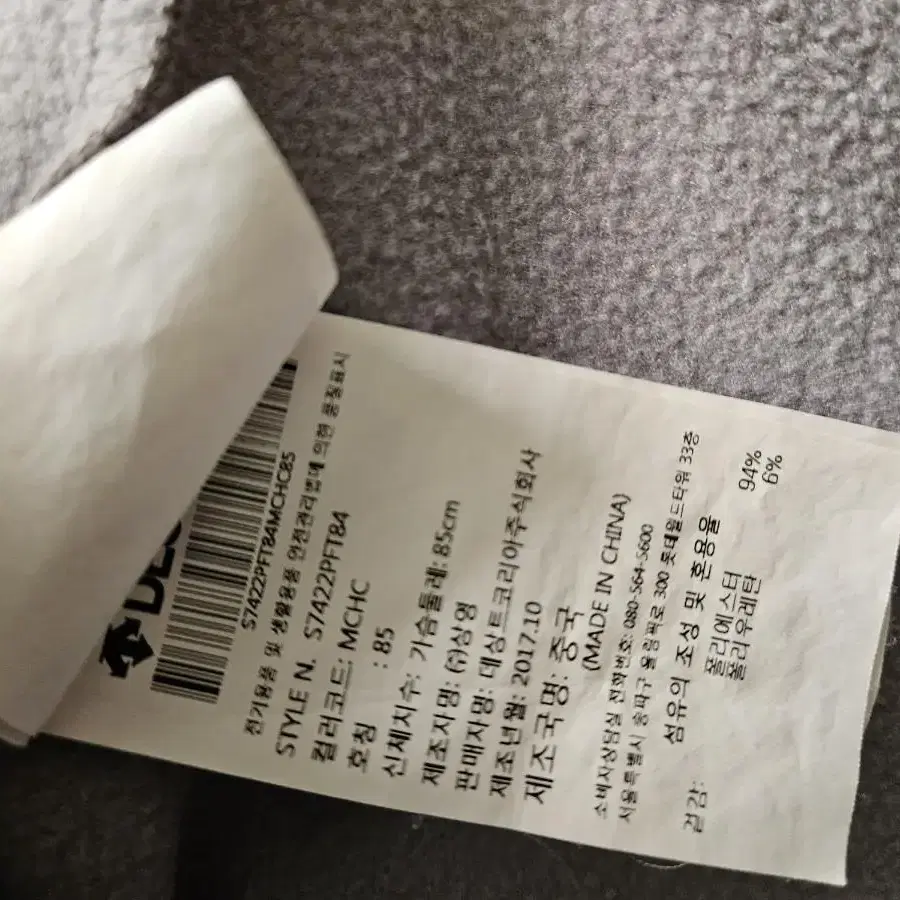 DES
S7422PFT84MCHC85
전기용품 및 생활용품 안전관리법에 의한 품질표시
STYLE N. S7422PFT84
컬러코드: MCHC
호칭 : 85
신체치수: 가슴둘레: 85cm
제조자명: (주)상영
판매자명: 데상트코리아주식회사
제조년월: 2017.10
제조국명: 중국
(MADE IN CHINA)
소비자상담실 전화번호: 080-564-5600
서울특별시 송파구 올림픽로 300 롯데월드타워 33층
섬유의 조성 및 혼용율
겉감: 폴리에스터 94%
폴리우레탄 6%